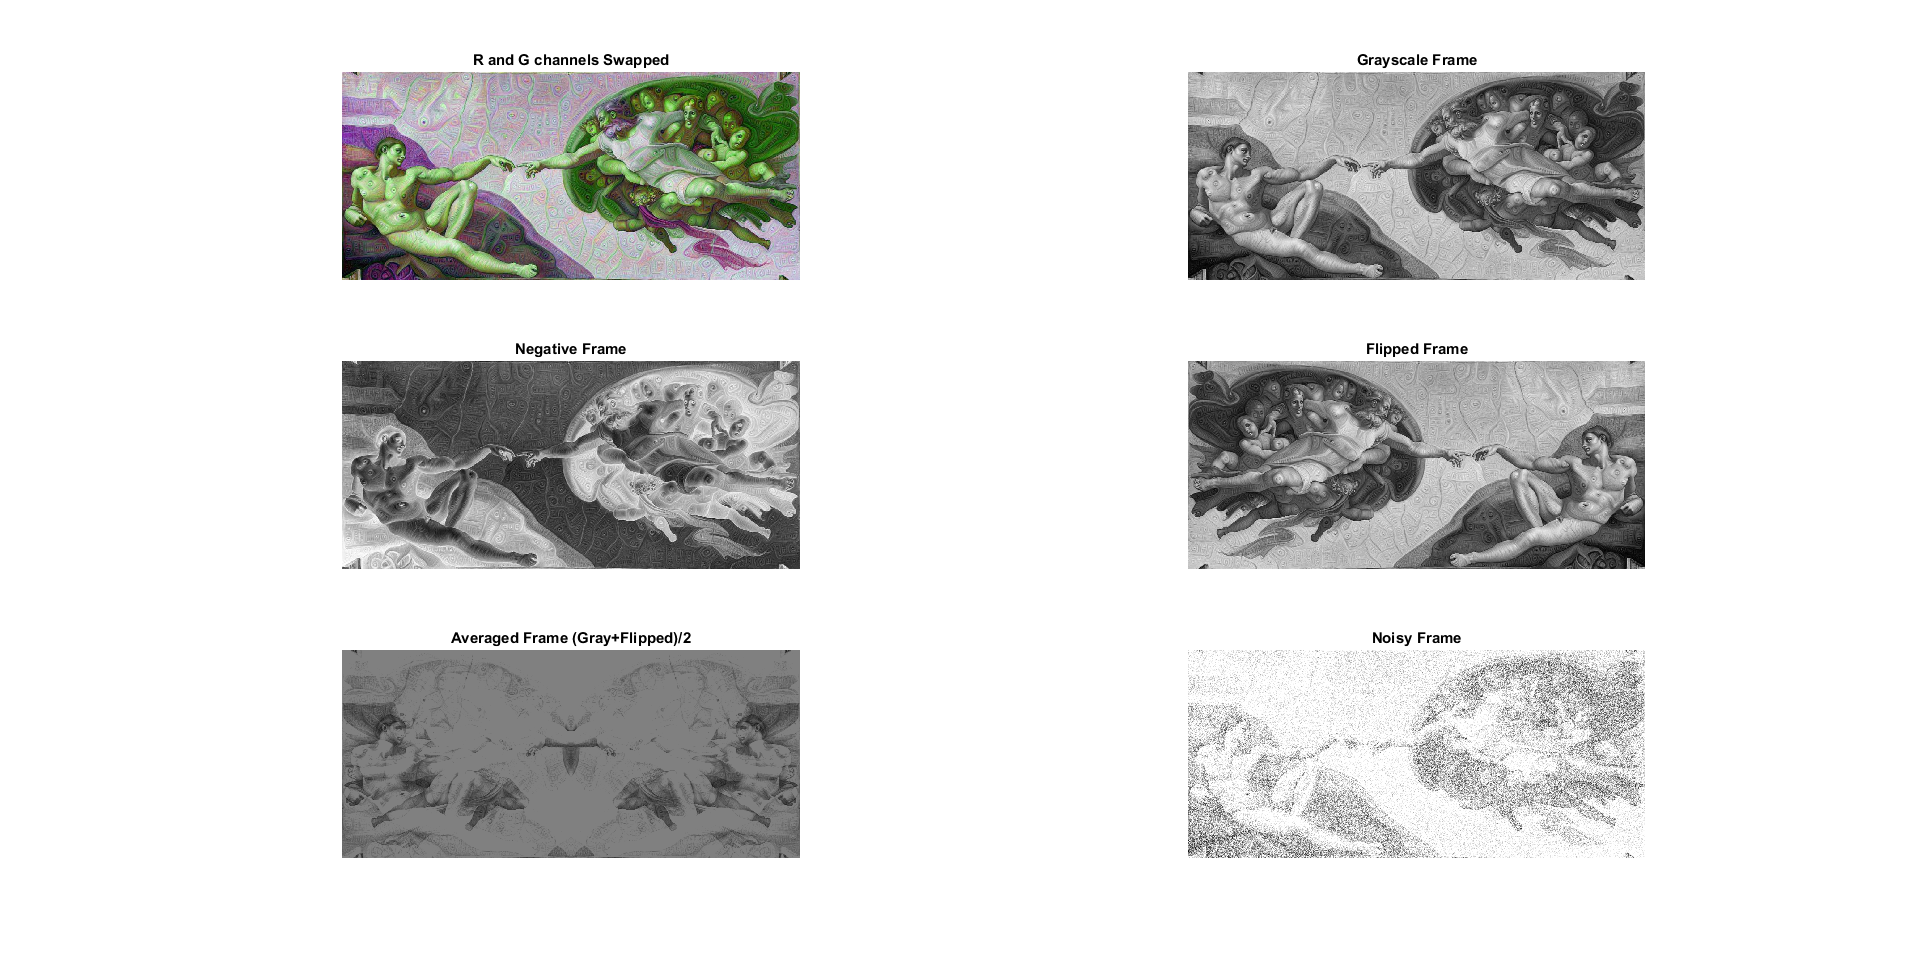 R and G channels Swapped
Grayscale Frame
Negative Frame
Flipped Frame
Averaged Frame (Gray+Flipped)/2
Noisy Frame